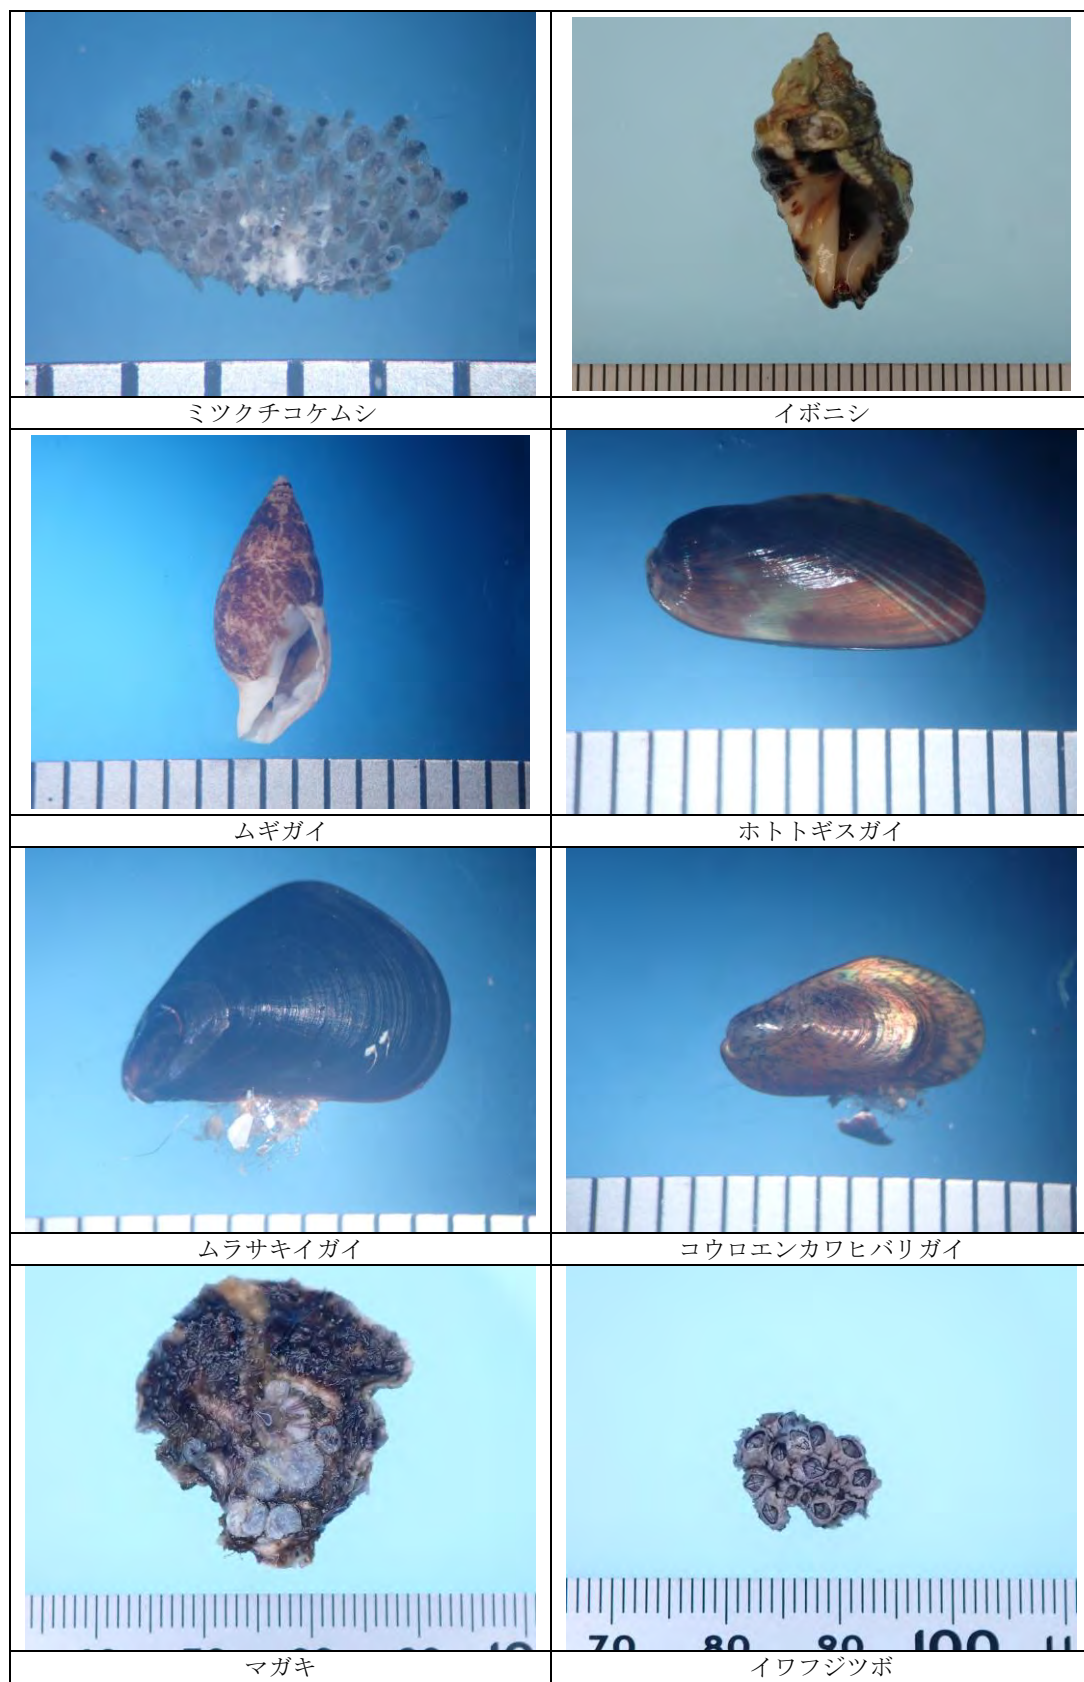 ミツクチコケムシ
イボニシ
ムギガイ
ホトトギスガイ
ムラサキイガイ
コウロエンカワヒバリガイ
70 80 90 100
マガキ
イワフジツボ